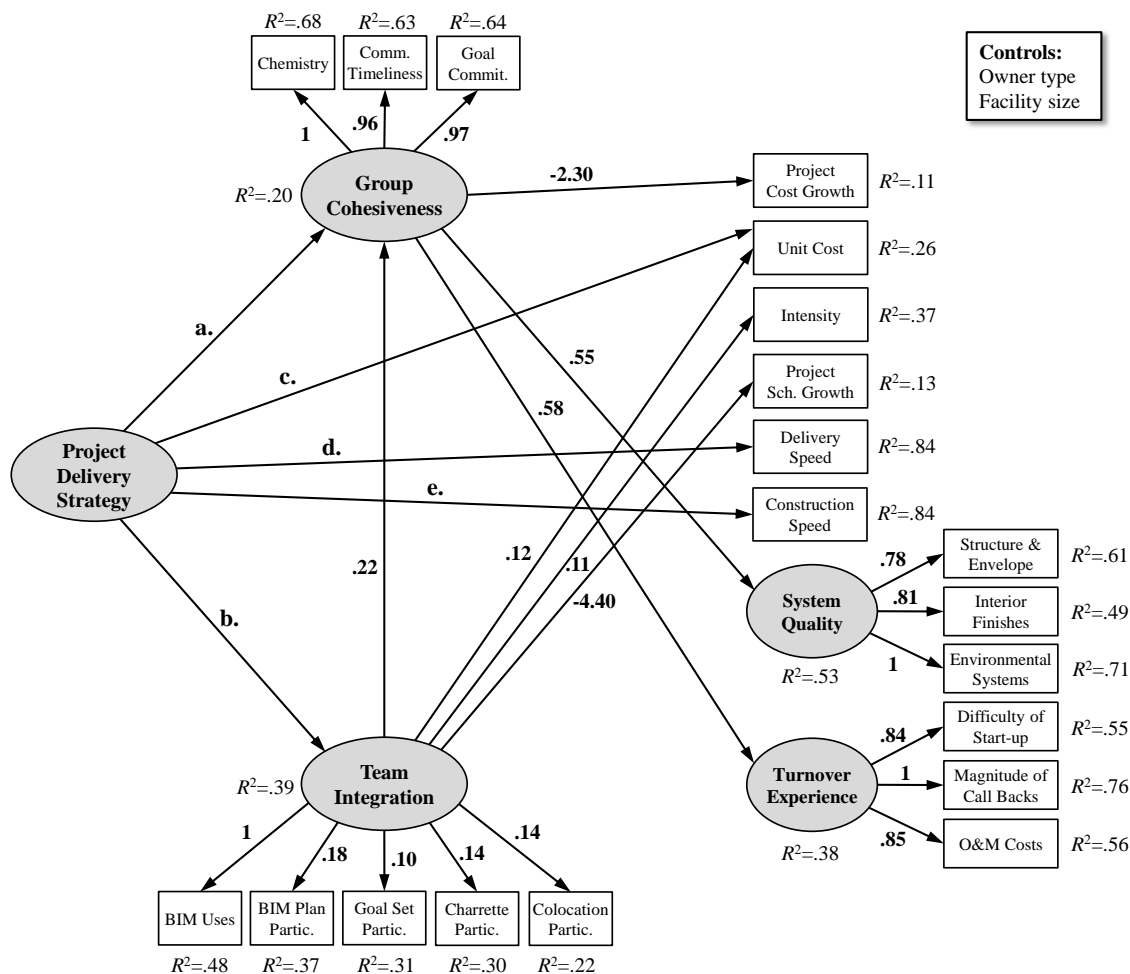 R²=.68
R²=.63
R²=.64
Chemistry
Comm.
Timeliness
Goal
Commit.
Controls:
Owner type
Facility size
1
.96
.97
Group
Cohesiveness
R²=.20
-2.30
Project
Cost Growth
R²=.11
Unit Cost
R²=.26
Intensity
R²=.37
Project
Sch. Growth
R²=.13
Delivery
Speed
R²=.84
Construction
Speed
R²=.84
a.
c.
.55
.58
d.
e.
Project
Delivery
Strategy
b.
.22
.12
.11
-4.40
System
Quality
R²=.53
.78
.81
1
Structure &
Envelope
R²=.61
Interior
Finishes
R²=.49
Environmental
Systems
R²=.71
Turnover
Experience
R²=.38
.84
1
.85
Difficulty of
Start-up
R²=.55
Magnitude of
Call Backs
R²=.76
O&M Costs
R²=.56
Team
Integration
R²=.39
1
.18
.10
.14
.14
BIM Uses
BIM Plan
Partic.
Goal Set
Partic.
Charrette
Partic.
Colocation
Partic.
R²=.48
R²=.37
R²=.31
R²=.30
R²=.22